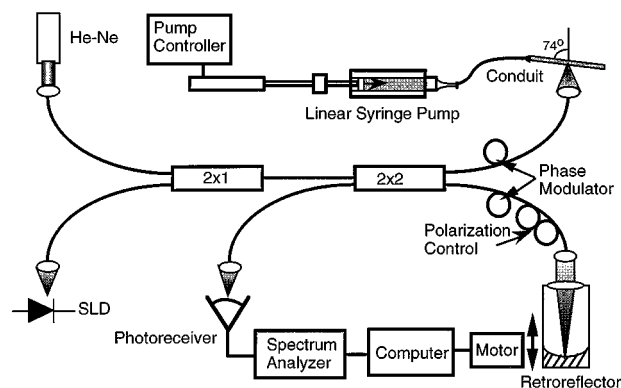 He-Ne
Pump
Controller
74°
Conduit
Linear Syringe Pump
2x1
2x2
Phase
Modulator
Polarization
Control
SLD
Photoreceiver
Spectrum
Analyzer
Computer
Motor
Retroreflector